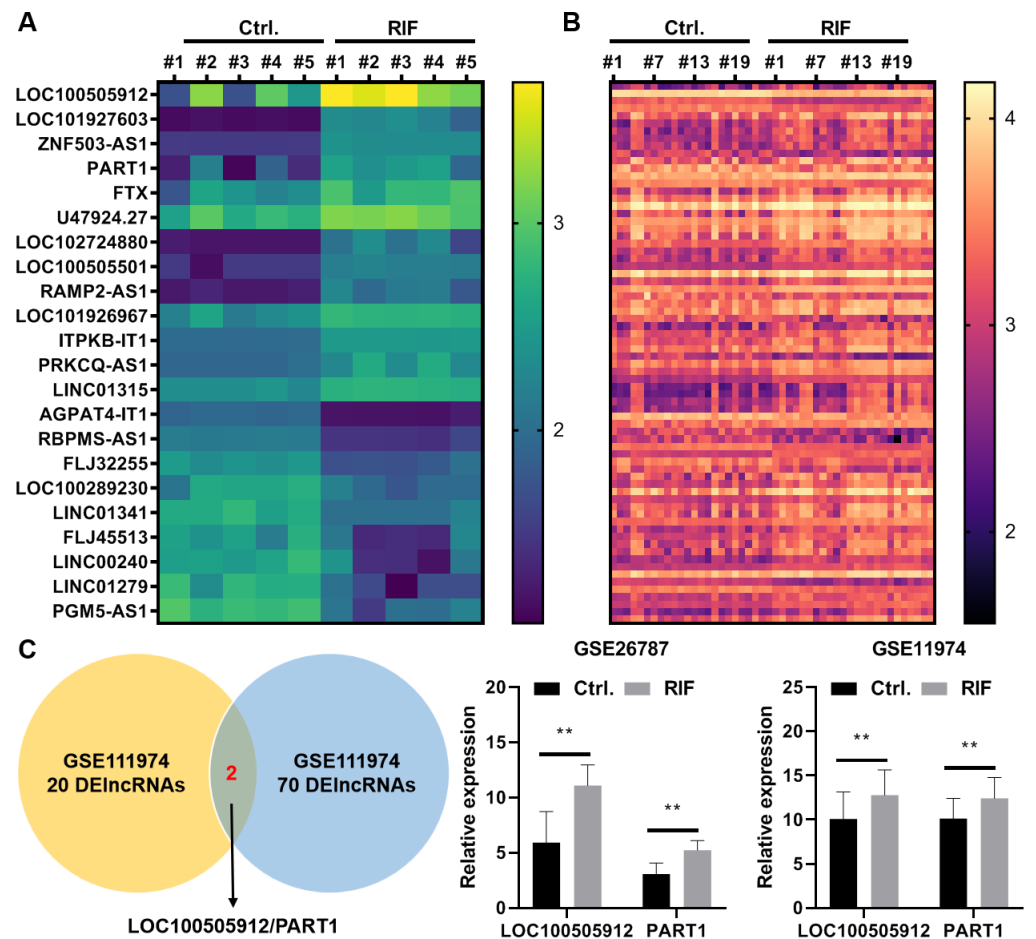 A
B
Ctrl.
RIF
Ctrl.
RIF
#1 #2 #3 #4 #5 #1 #2 #3 #4 #5
#1 #7 #13 #19 #1 #7 #13 #19
LOC100505912
LOC101927603
ZNF503-AS1
PART1
FTX
U47924.27
LOC102724880
LOC100505501
RAMP2-AS1
LOC101926967
ITPKB-IT1
PRKCQ-AS1
LINC01315
AGPAT4-IT1
RBPMS-AS1
FLJ32255
LOC100289230
LINC01341
FLJ45513
LINC00240
LINC01279
PGM5-AS1
3
2
4
3
2
C
GSE111974
20 DElncRNAs
2
GSE111974
70 DElncRNAs
LOC100505912/PART1
GSE26787
Ctrl. RIF
Relative expression
20
15
10
5
0
**
**
LOC100505912 PART1
GSE11974
Ctrl. RIF
Relative expression
25
20
15
10
5
0
**
**
LOC100505912 PART1